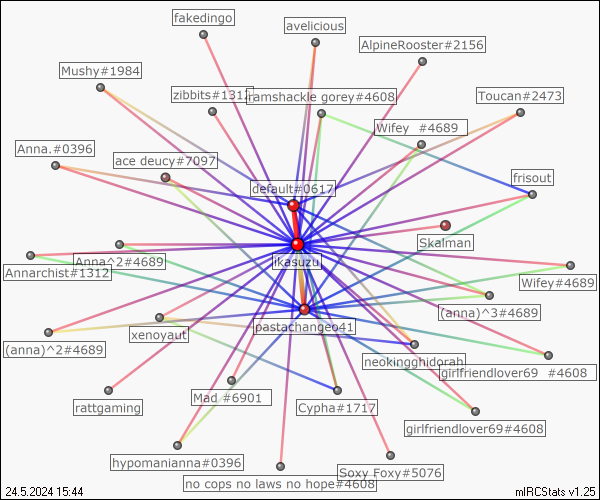 fakedingo
avelicious
AlpineRooster#2156
Mushy#1984
zibbits#1312
ramshackle gorey#4608
Toucan#2473
Wifey #4689
Anna.#0396
ace deucy#7097
frisout
default#0617
Skalman
Anna^2#4689
ikasuzu
Annarchist#1312
Wifey#4689
(anna)^3#4689
pastachangeo41
xenoyaut
(anna)^2#4689
neokingghidorah
girlfriendlover69 #4608
rattgaming
Mad #6901
Cypha#1717
girlfriendlover69#4608
hypomanianna#0396
Soxy Foxy#5076
no cops no laws no hope#4608
24.5.2024 15:44
mIRCStats v1.25